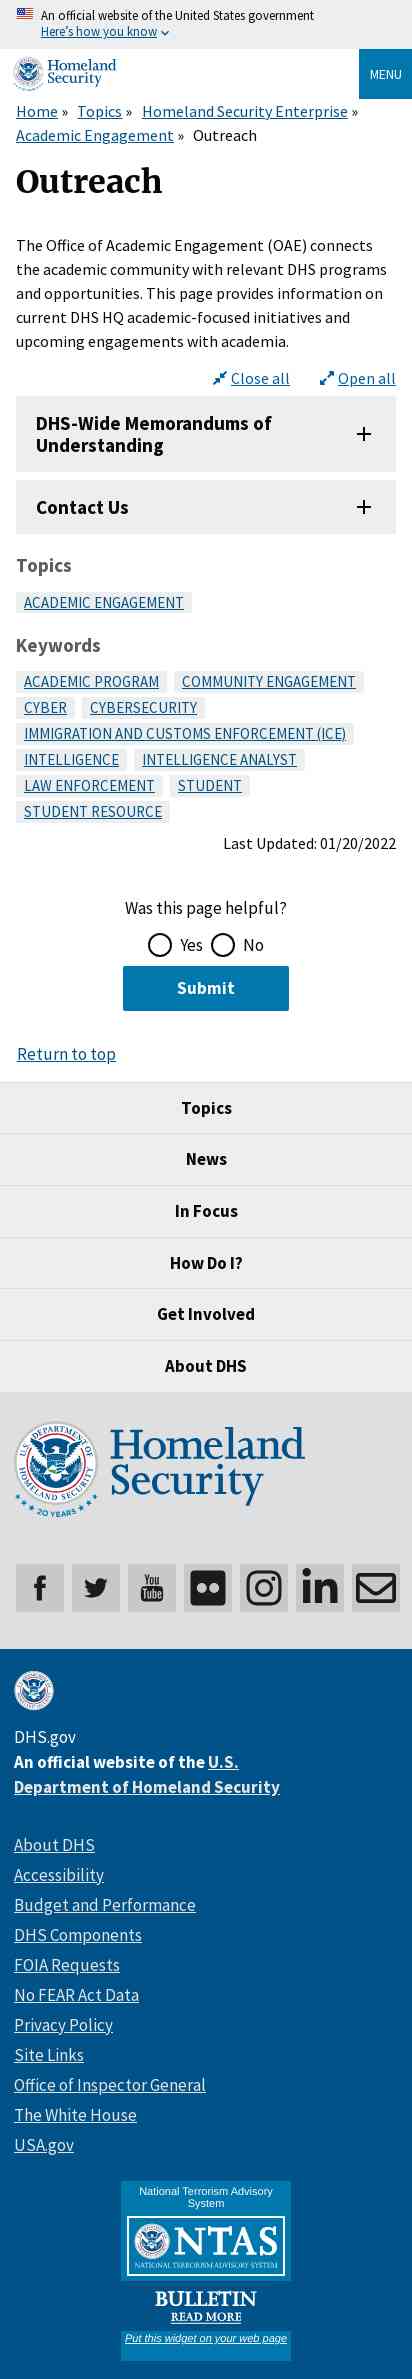 An official website of the United States government
Here's how you know
Homeland
Security
MENU
Home » Topics » Homeland Security Enterprise »
Academic Engagement » Outreach
Outreach
The Office of Academic Engagement (OAE) connects
the academic community with relevant DHS programs
and opportunities. This page provides information on
current DHS HQ academic-focused initiatives and
upcoming engagements with academia.
Close all Open all
DHS-Wide Memorandums of
Understanding
Contact Us
Topics
ACADEMIC ENGAGEMENT
Keywords
ACADEMIC PROGRAM COMMUNITY ENGAGEMENT
CYBER CYBERSECURITY
IMMIGRATION AND CUSTOMS ENFORCEMENT (ICE)
INTELLIGENCE INTELLIGENCE ANALYST
LAW ENFORCEMENT STUDENT
STUDENT RESOURCE
Last Updated: 01/20/2022
Was this page helpful?
Yes No
Submit
Return to top
Topics
News
In Focus
How Do I?
Get Involved
About DHS
U.S. DEPARTMENT OF
HOMELAND SECURITY
20 YEARS
Homeland
Security
You
Tube
DHS.gov
An official website of the U.S.
Department of Homeland Security
About DHS
Accessibility
Budget and Performance
DHS Components
FOIA Requests
No FEAR Act Data
Privacy Policy
Site Links
Office of Inspector General
The White House
USA.gov
National Terrorism Advisory
System
NTAS
NATIONAL TERRORISM ADVISORY SYSTEM
BULLETIN
READ MORE
Put this widget on your web page